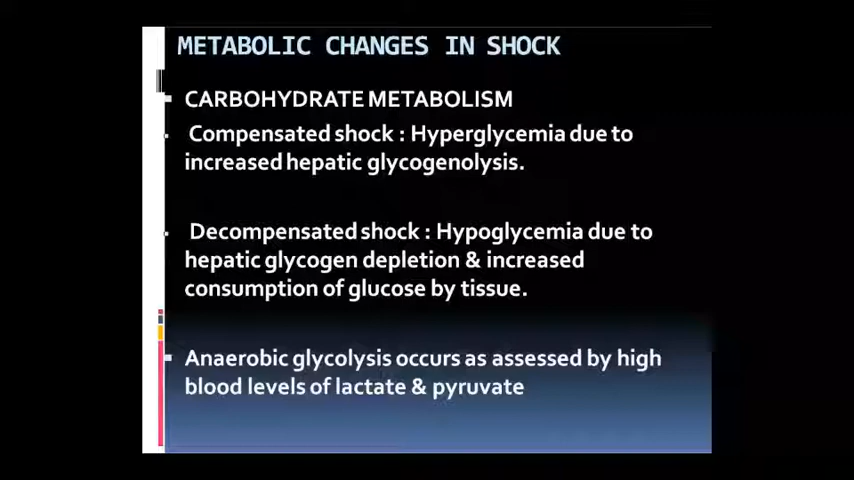 METABOLIC CHANGES IN SHOCK
CARBOHYDRATE METABOLISM
Compensated shock : Hyperglycemia due to
increased hepatic glycogenolysis.
Decompensated shock : Hypoglycemia due to
hepatic glycogen depletion & increased
consumption of glucose by tissue.
Anaerobic glycolysis occurs as assessed by high
blood levels of lactate & pyruvate